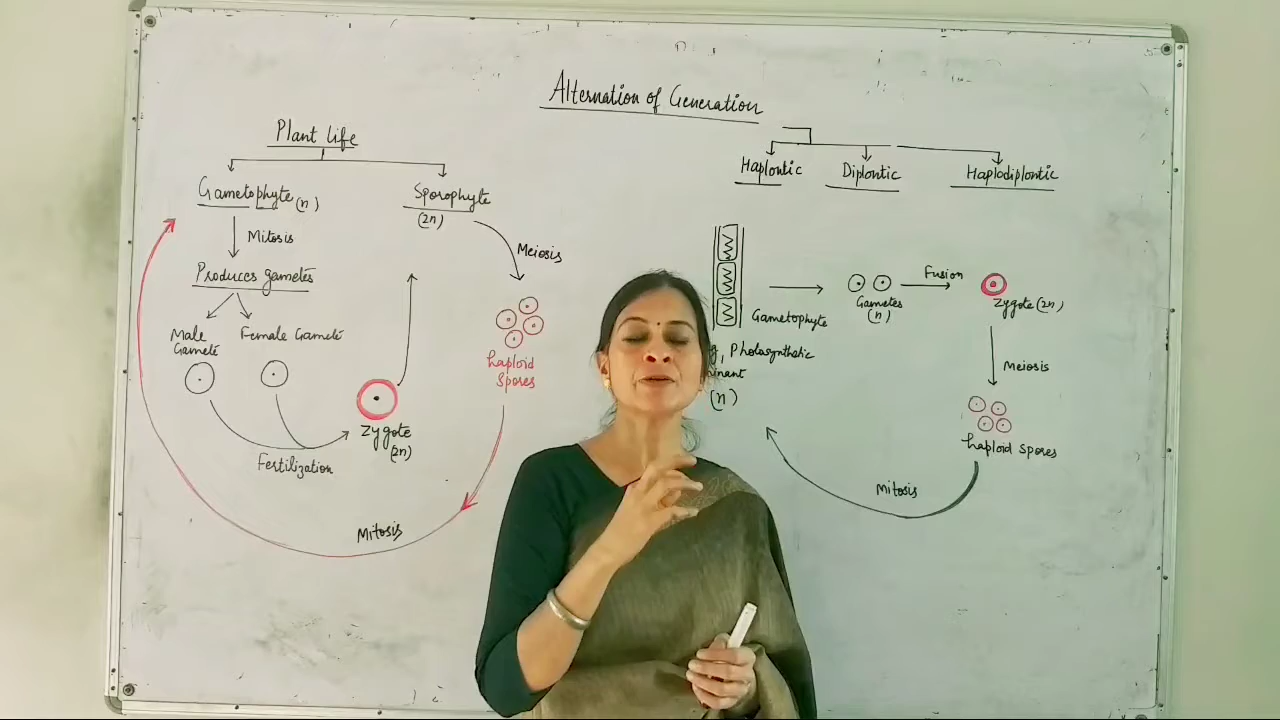 Alternation of Generation
Plant life
Gametophyte (n)
Sporophyte
(2n)
Mitosis
Meiosis
Produces gametes
Male
Gamete
Female Gamete
haploid
Spores
Zygote
(2n)
Fertilization
Mitosis
Haplontic
Diplontic
Haplodiplontic
Gametophyte
Photosynthetic
(n)
Gametes
(n)
Fusion
Zygote (2n)
Meiosis
haploid spores
Mitosis